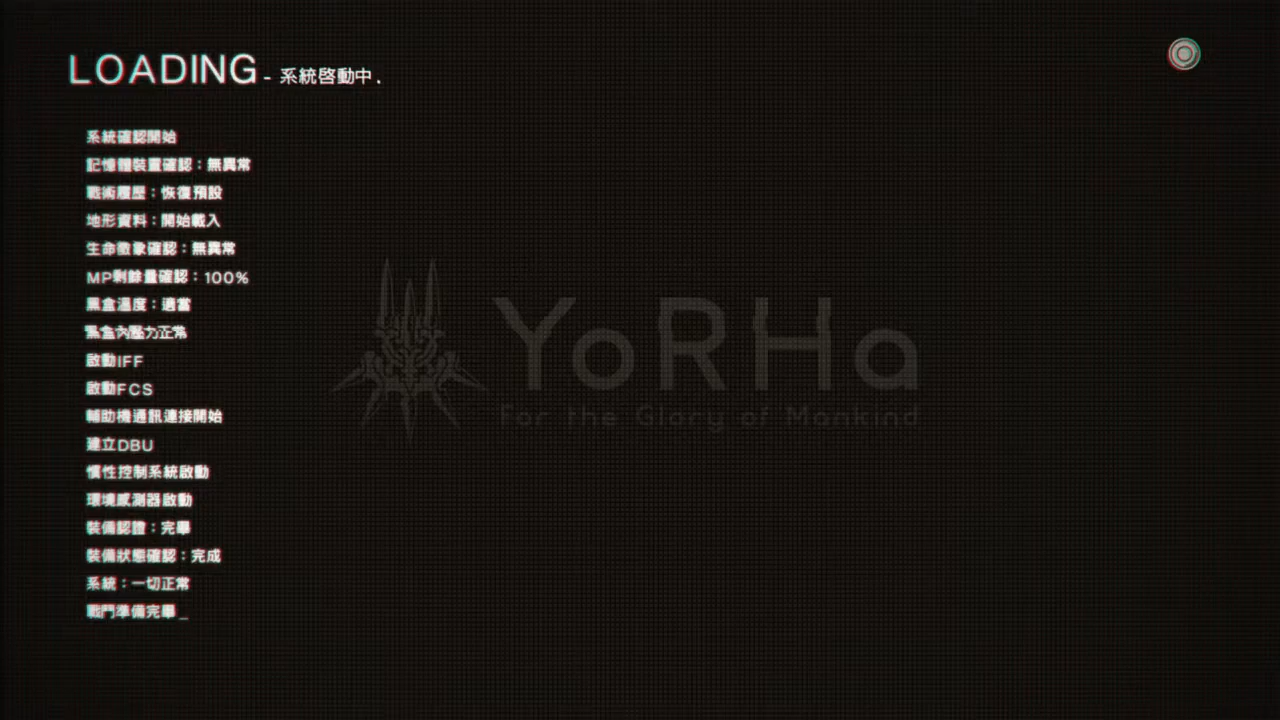 LOADING - 系統啓動中.
系統確認開始
記憶體裝置確認：無異常
戰術履歷：恢復預設
地形資料：開始載入
生命徵象確認：無異常
MP剩餘量確認：100%
黑盒溫度：適當
黑盒內壓力正常
啟動IFF
啟動FCS
輔助機通訊連接開始
建立DBU
慣性控制系統啟動
環境感測器啟動
裝備認證：完畢
裝備狀態確認：完成
系統：一切正常
戰鬥準備完畢_
YoRHa
For the Glory of Mankind